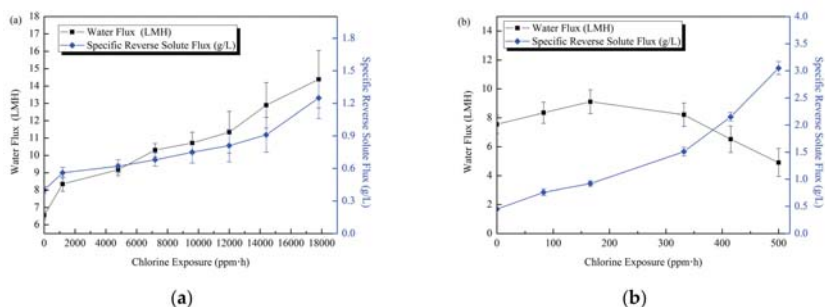 (a)
Water Flux (LMH)
Specific Reverse Solute Flux (g/L)
18
17
16
15
14
13
12
11
10
9
8
7
6
Water Flux (LMH)
1.8
1.5
1.2
0.9
0.6
0.3
0.0
Specific Reverse Solute Flux (g/L)
0 2000 4000 6000 8000 10000 12000 14000 16000 18000
Chlorine Exposure (ppm·h)
(a)
(b)
Water Flux (LMH)
Specific Reverse Solute Flux (g/L)
14
12
10
8
6
4
2
0
Water Flux (LMH)
4.0
3.5
3.0
2.5
2.0
1.5
1.0
0.5
0.0
Specific Reverse Solute Flux (g/L)
0 100 200 300 400 500
Chlorine Exposure (ppm·h)
(b)